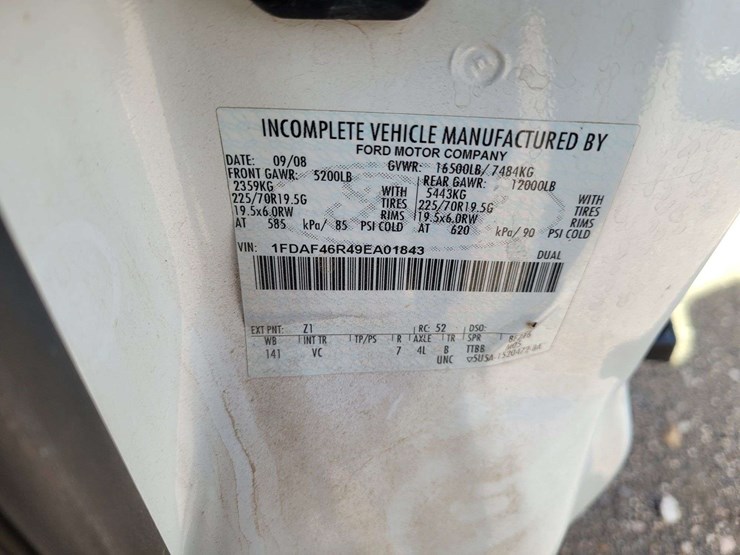 INCOMPLETE VEHICLE MANUFACTURED BY
FORD MOTOR COMPANY
DATE: 09/08 GVWR: 16500LB/ 7484KG
FRONT GAWR: 5200LB REAR GAWR: 12000LB
2359KG WITH 5443KG WITH
225/70R19.5G TIRES 225/70R19.5G TIRES
19.5x6.0RW RIMS 19.5x6.0RW RIMS
AT 585 kPa/ 85 PSI COLD AT 620 kPa/ 90 PSI COLD
VIN: 1FDAF46R49EA01843 DUAL
EXT PNT: Z1 RC: 52 DSO:
WB INT TR TP/PS R AXLE TR SPR
141 VC 7 4L B TTBB
UNC